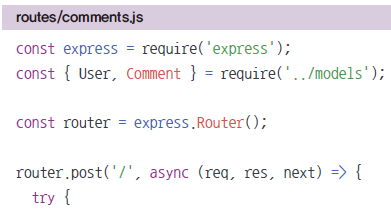 routes/comments.js
const express = require('express');
const { User, Comment } = require('../models');
const router = express.Router();
router.post('/', async (req, res, next) => {
try {